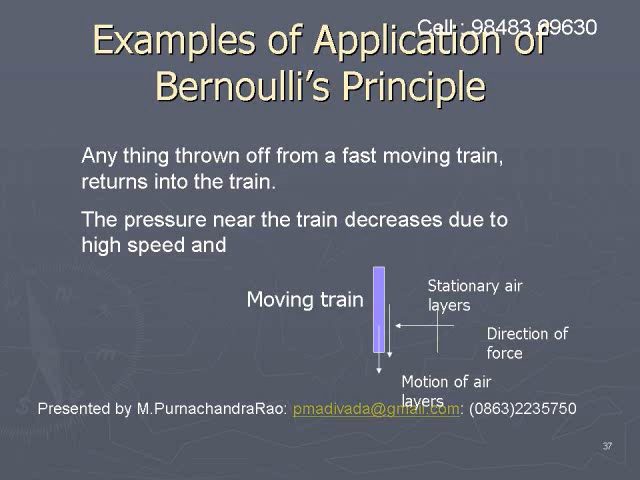 Cell : 98483 69630
Examples of Application of
Bernoulli's Principle
Any thing thrown off from a fast moving train,
returns into the train.
The pressure near the train decreases due to
high speed and
Moving train
Stationary air
layers
Direction of
force
Motion of air
layers
Presented by M.PurnachandraRao: pmadivada@gmail.com: (0863)2235750
37